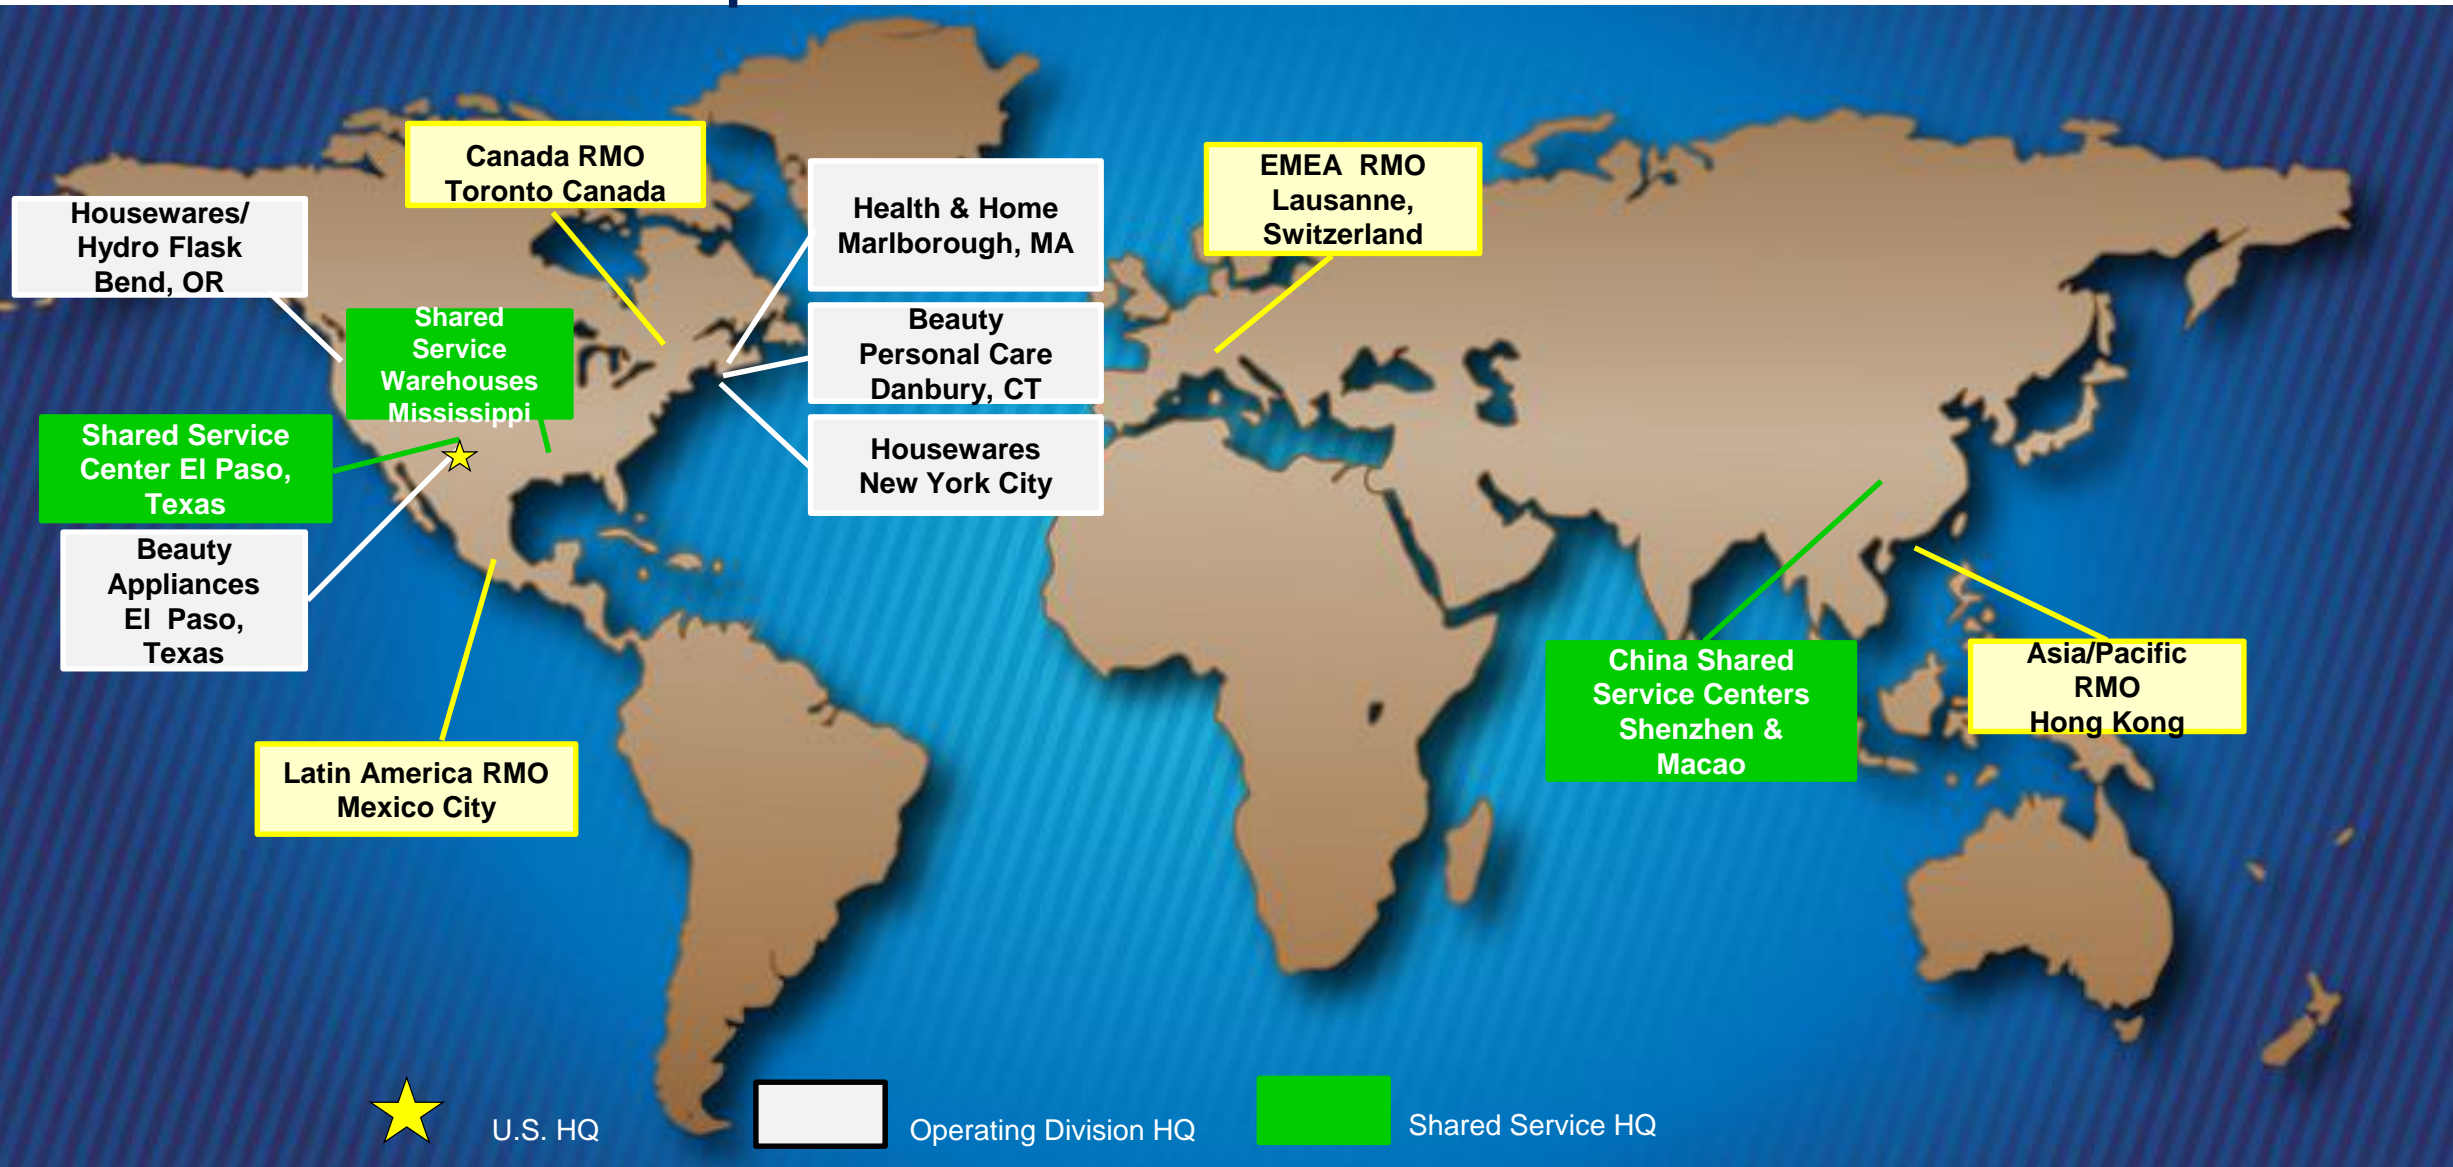 Canada RMO
Toronto Canada
Housewares/
Hydro Flask
Bend, OR
Health & Home
Marlborough, MA
EMEA  RMO
Lausanne,
Switzerland
Shared
Service
Warehouses
Mississippi
Beauty
Personal Care
Danbury, CT
Shared Service
Center El Paso,
Texas
Housewares
New York City
Beauty
Appliances
El  Paso,
Texas
China Shared
Service Centers
Shenzhen &
Macao
Asia/Pacific
RMO
Hong Kong
Latin America RMO
Mexico City
U.S. HQ
Operating Division HQ
Shared Service HQ